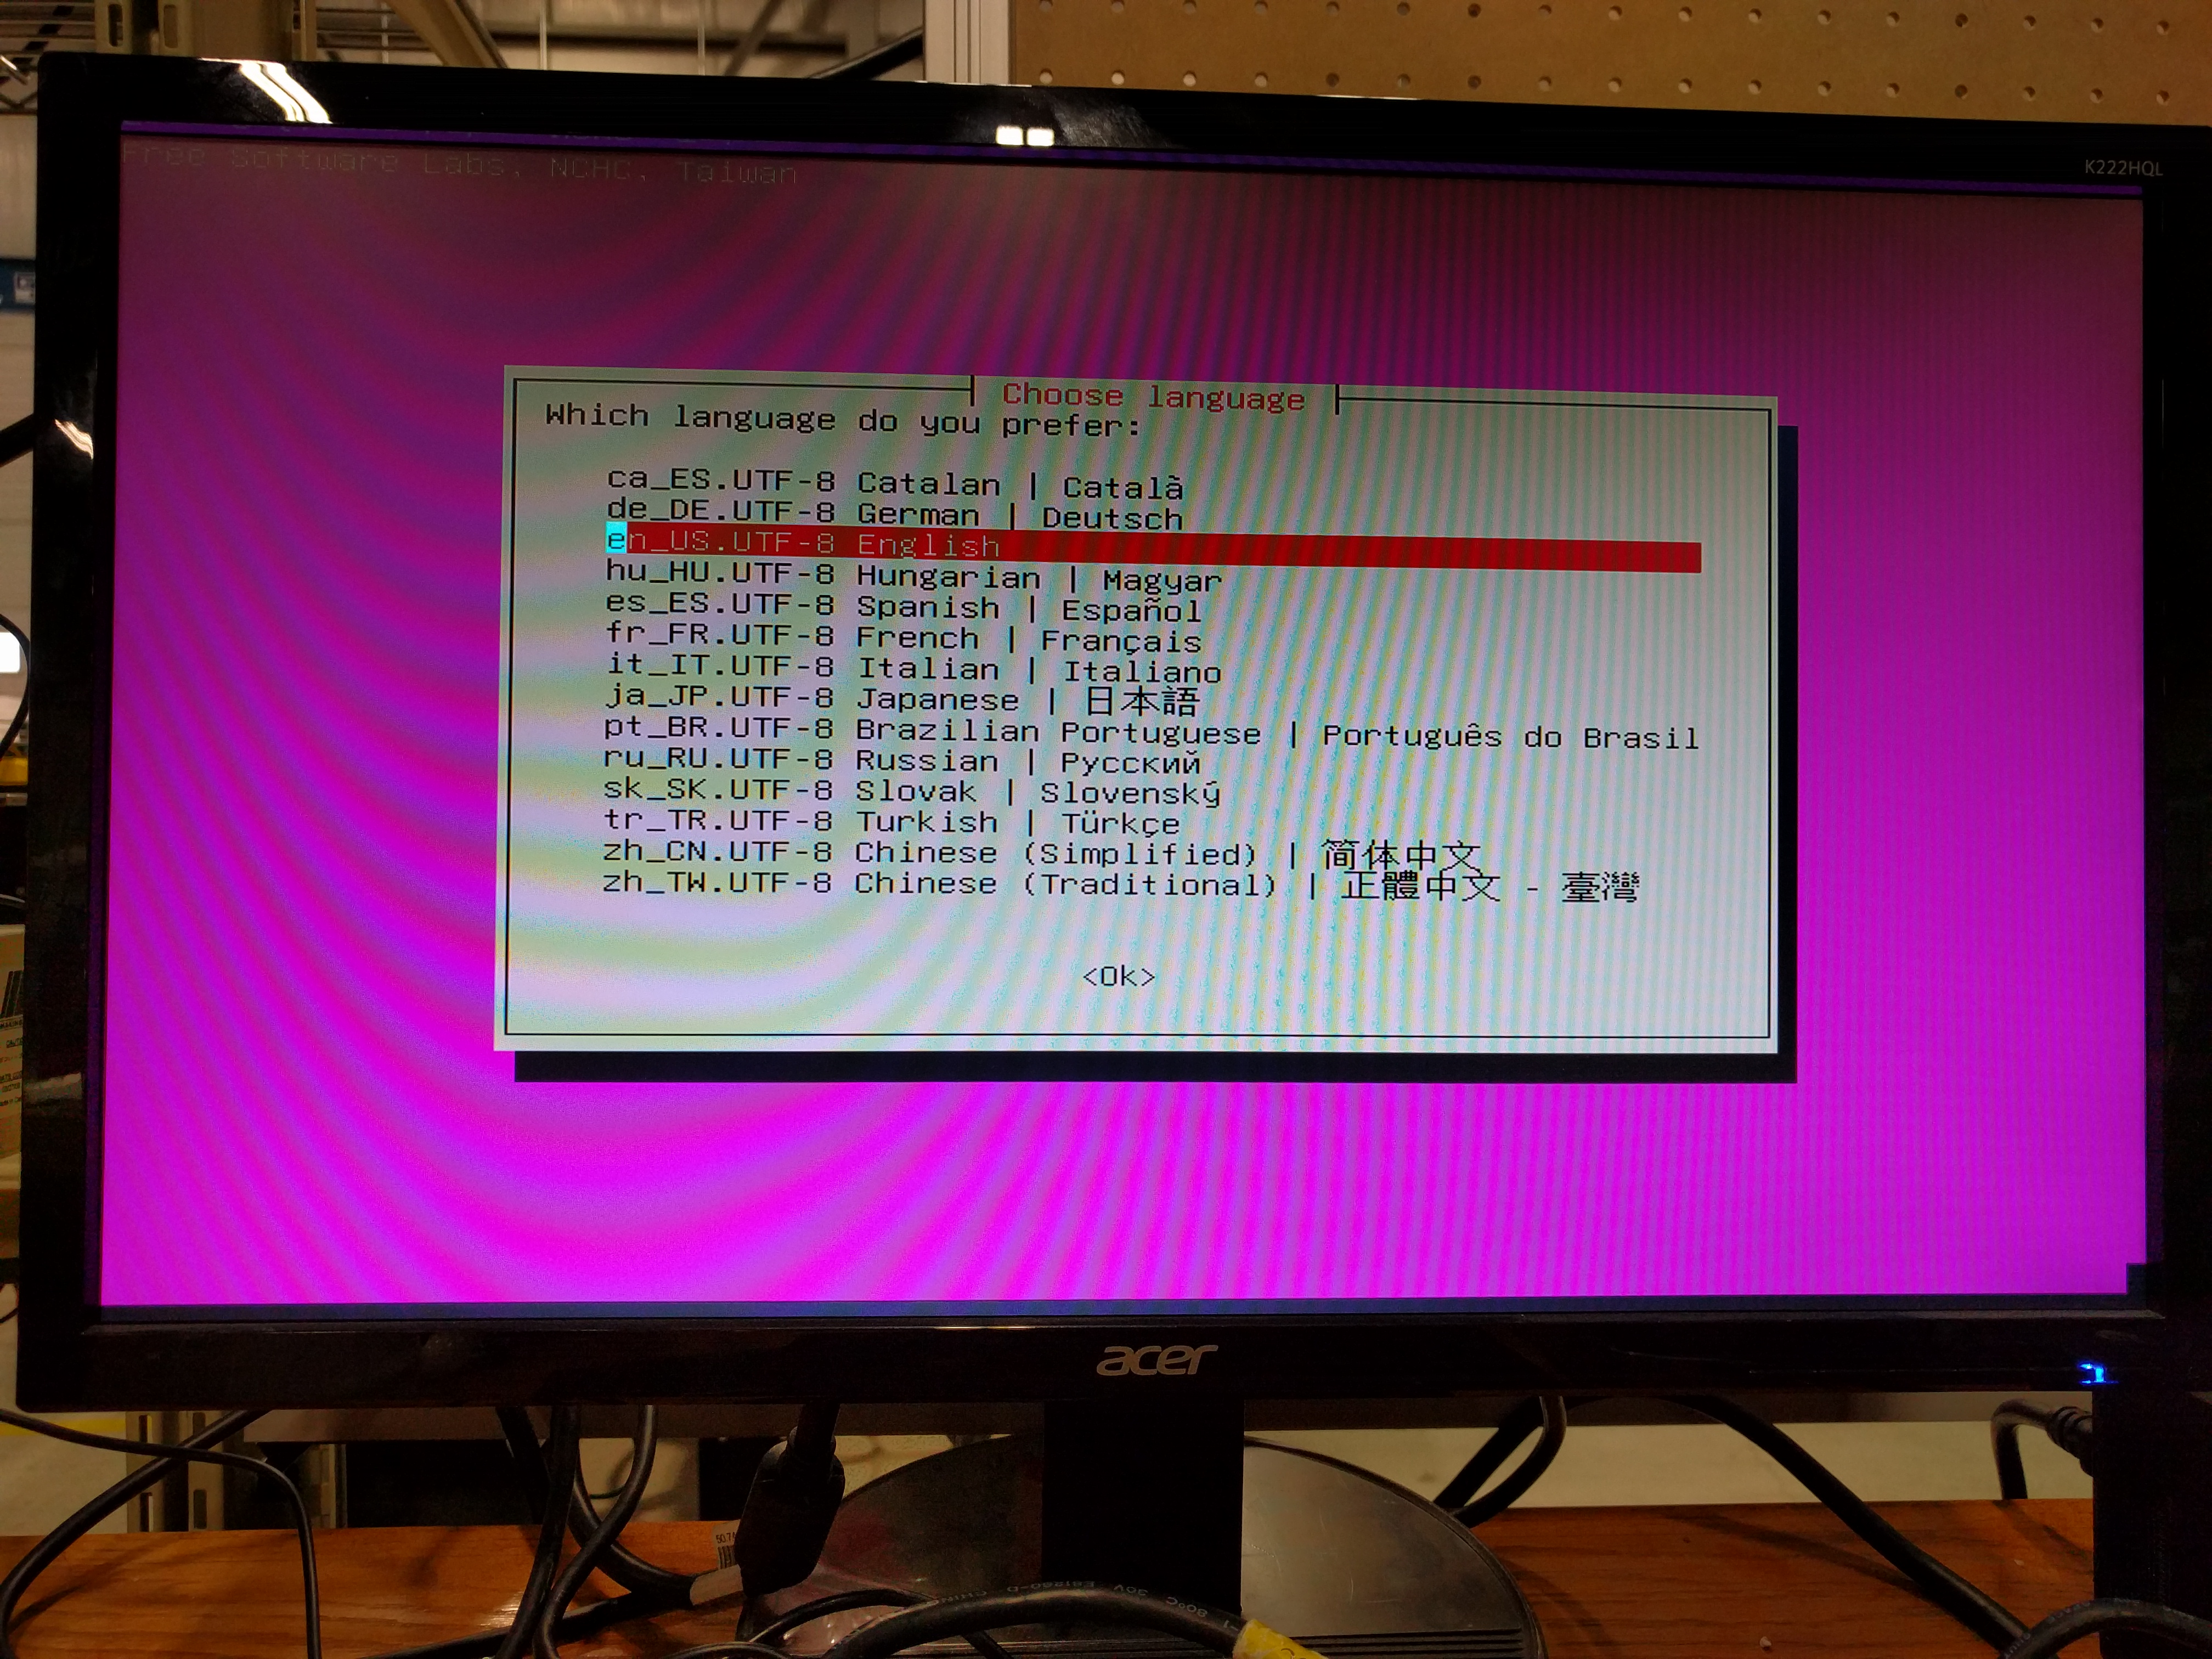 Free Software Labs, NCHC, Taiwan
K222HQL
Choose language
Which language do you prefer:
ca_ES.UTF-8 Catalan | Català
de_DE.UTF-8 German | Deutsch
en_US.UTF-8 English
hu_HU.UTF-8 Hungarian | Magyar
es_ES.UTF-8 Spanish | Español
fr_FR.UTF-8 French | Français
it_IT.UTF-8 Italian | Italiano
ja_JP.UTF-8 Japanese | 日本語
pt_BR.UTF-8 Brazilian Portuguese | Português do Brasil
ru_RU.UTF-8 Russian | Русский
sk_SK.UTF-8 Slovak | Slovenský
tr_TR.UTF-8 Turkish | Türkçe
zh_CN.UTF-8 Chinese (Simplified) | 简体中文
zh_TW.UTF-8 Chinese (Traditional) | 正體中文 - 臺灣
<Ok>
acer